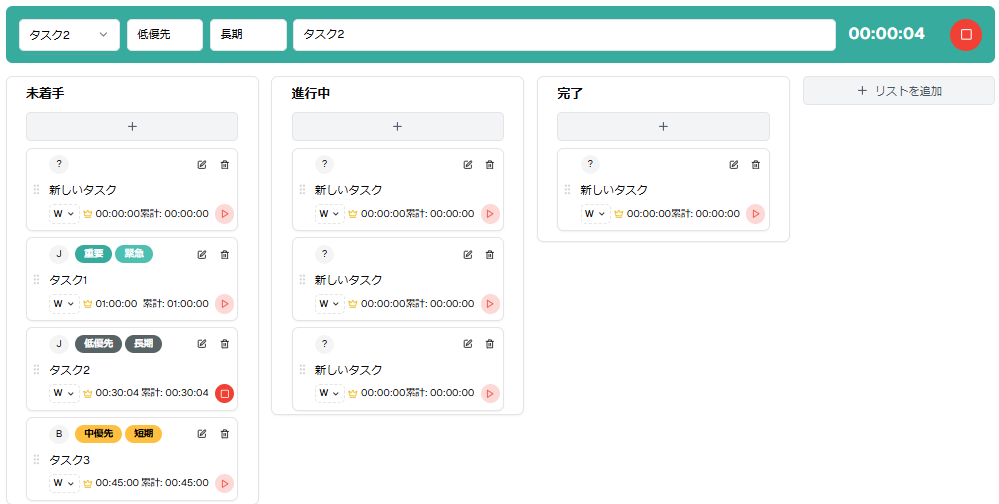 タスク2 低優先 長期 タスク2 00:00:04
未着手
+
?
新しいタスク
W 00:00:00累計: 00:00:00
J 重要 緊急
タスク1
W 01:00:00 累計: 01:00:00
J 低優先 長期
タスク2
W 00:30:04 累計: 00:30:04
B 中優先 短期
タスク3
W 00:45:00 累計: 00:45:00
進行中
+
?
新しいタスク
W 00:00:00累計: 00:00:00
?
新しいタスク
W 00:00:00累計: 00:00:00
?
新しいタスク
W 00:00:00累計: 00:00:00
完了
+
?
新しいタスク
W 00:00:00累計: 00:00:00
+ リストを追加